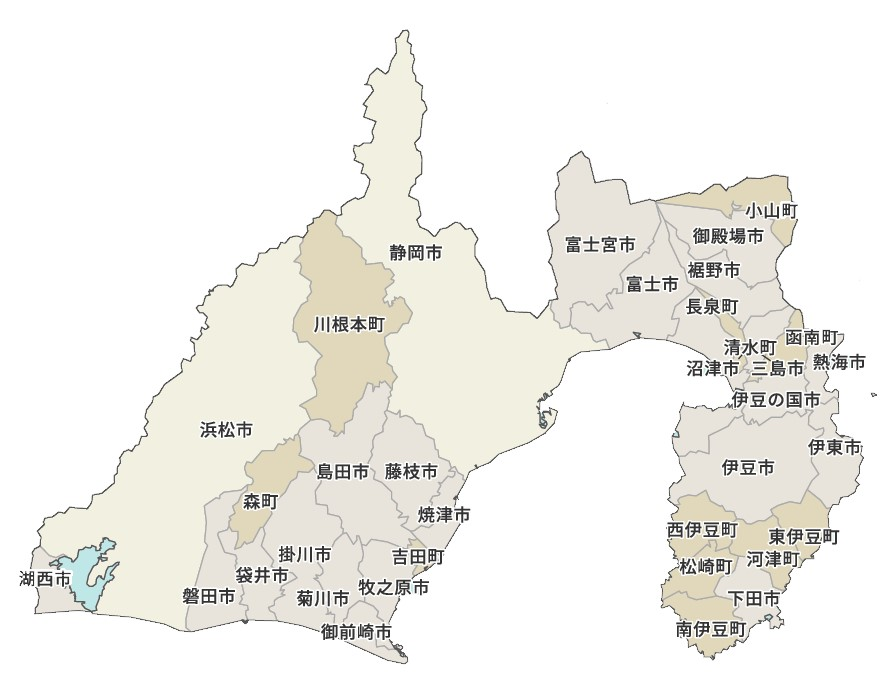 小山町
御殿場市
静岡市
富士宮市
裾野市
富士市
長泉町
川根本町
函南町
清水町
熱海市
沼津市
三島市
伊豆の国市
浜松市
伊東市
島田市
藤枝市
伊豆市
森町
焼津市
西伊豆町
東伊豆町
掛川市
吉田町
河津町
松崎町
湖西市
袋井市
牧之原市
磐田市
菊川市
下田市
御前崎市
南伊豆町